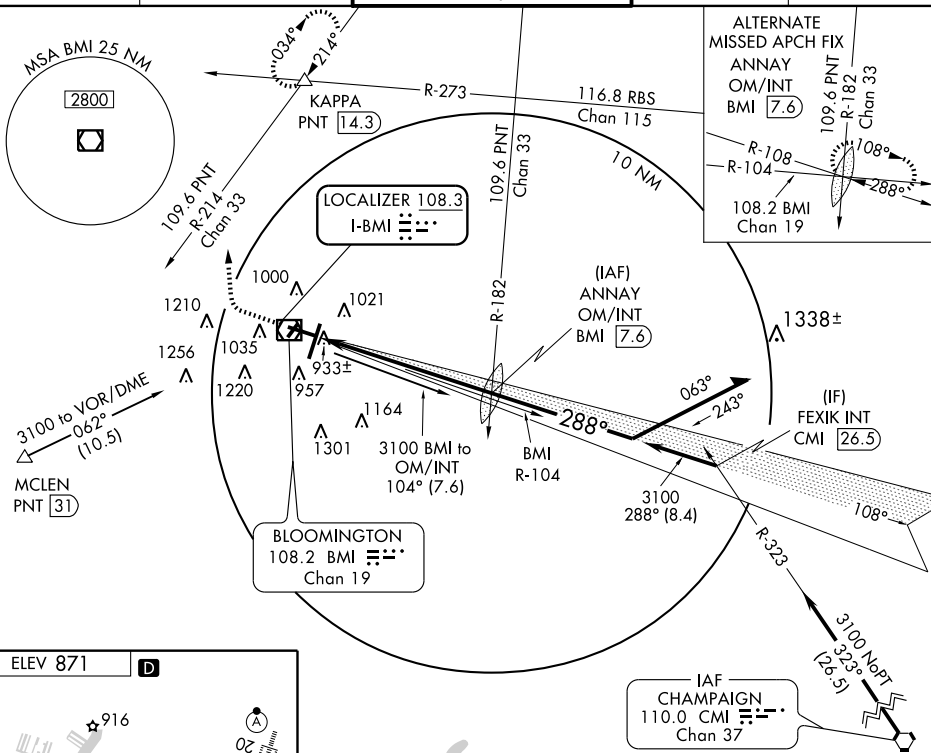 MSA BMI 25 NM
2800
034°
214°
KAPPA
PNT 14.3
R-273
116.8 RBS
Chan 115
109.6 PNT
R-214
Chan 33
109.6 PNT
Chan 33
R-182
10 NM
ALTERNATE
MISSED APCH FIX
ANNAY
OM/INT
BMI 7.6
109.6 PNT
R-182
Chan 33
R-108
R-104
108°
288°
108.2 BMI
Chan 19
LOCALIZER 108.3
I-BMI
1000
1021
1210
1035
1256
1220
957
933±
1164
1301
1338±
(IAF)
ANNAY
OM/INT
BMI 7.6
063°
243°
(IF)
FEXIK INT
CMI 26.5
288°
3100 to VOR/DME
062°
(10.5)
MCLEN
PNT 31
3100 BMI to
OM/INT
104° (7.6)
BMI
R-104
3100
288° (8.4)
108°
R-323
BLOOMINGTON
108.2 BMI
Chan 19
3100 NoPT
323°
(26.5)
IAF
CHAMPAIGN
110.0 CMI
Chan 37
ELEV 871
D
916
A
20